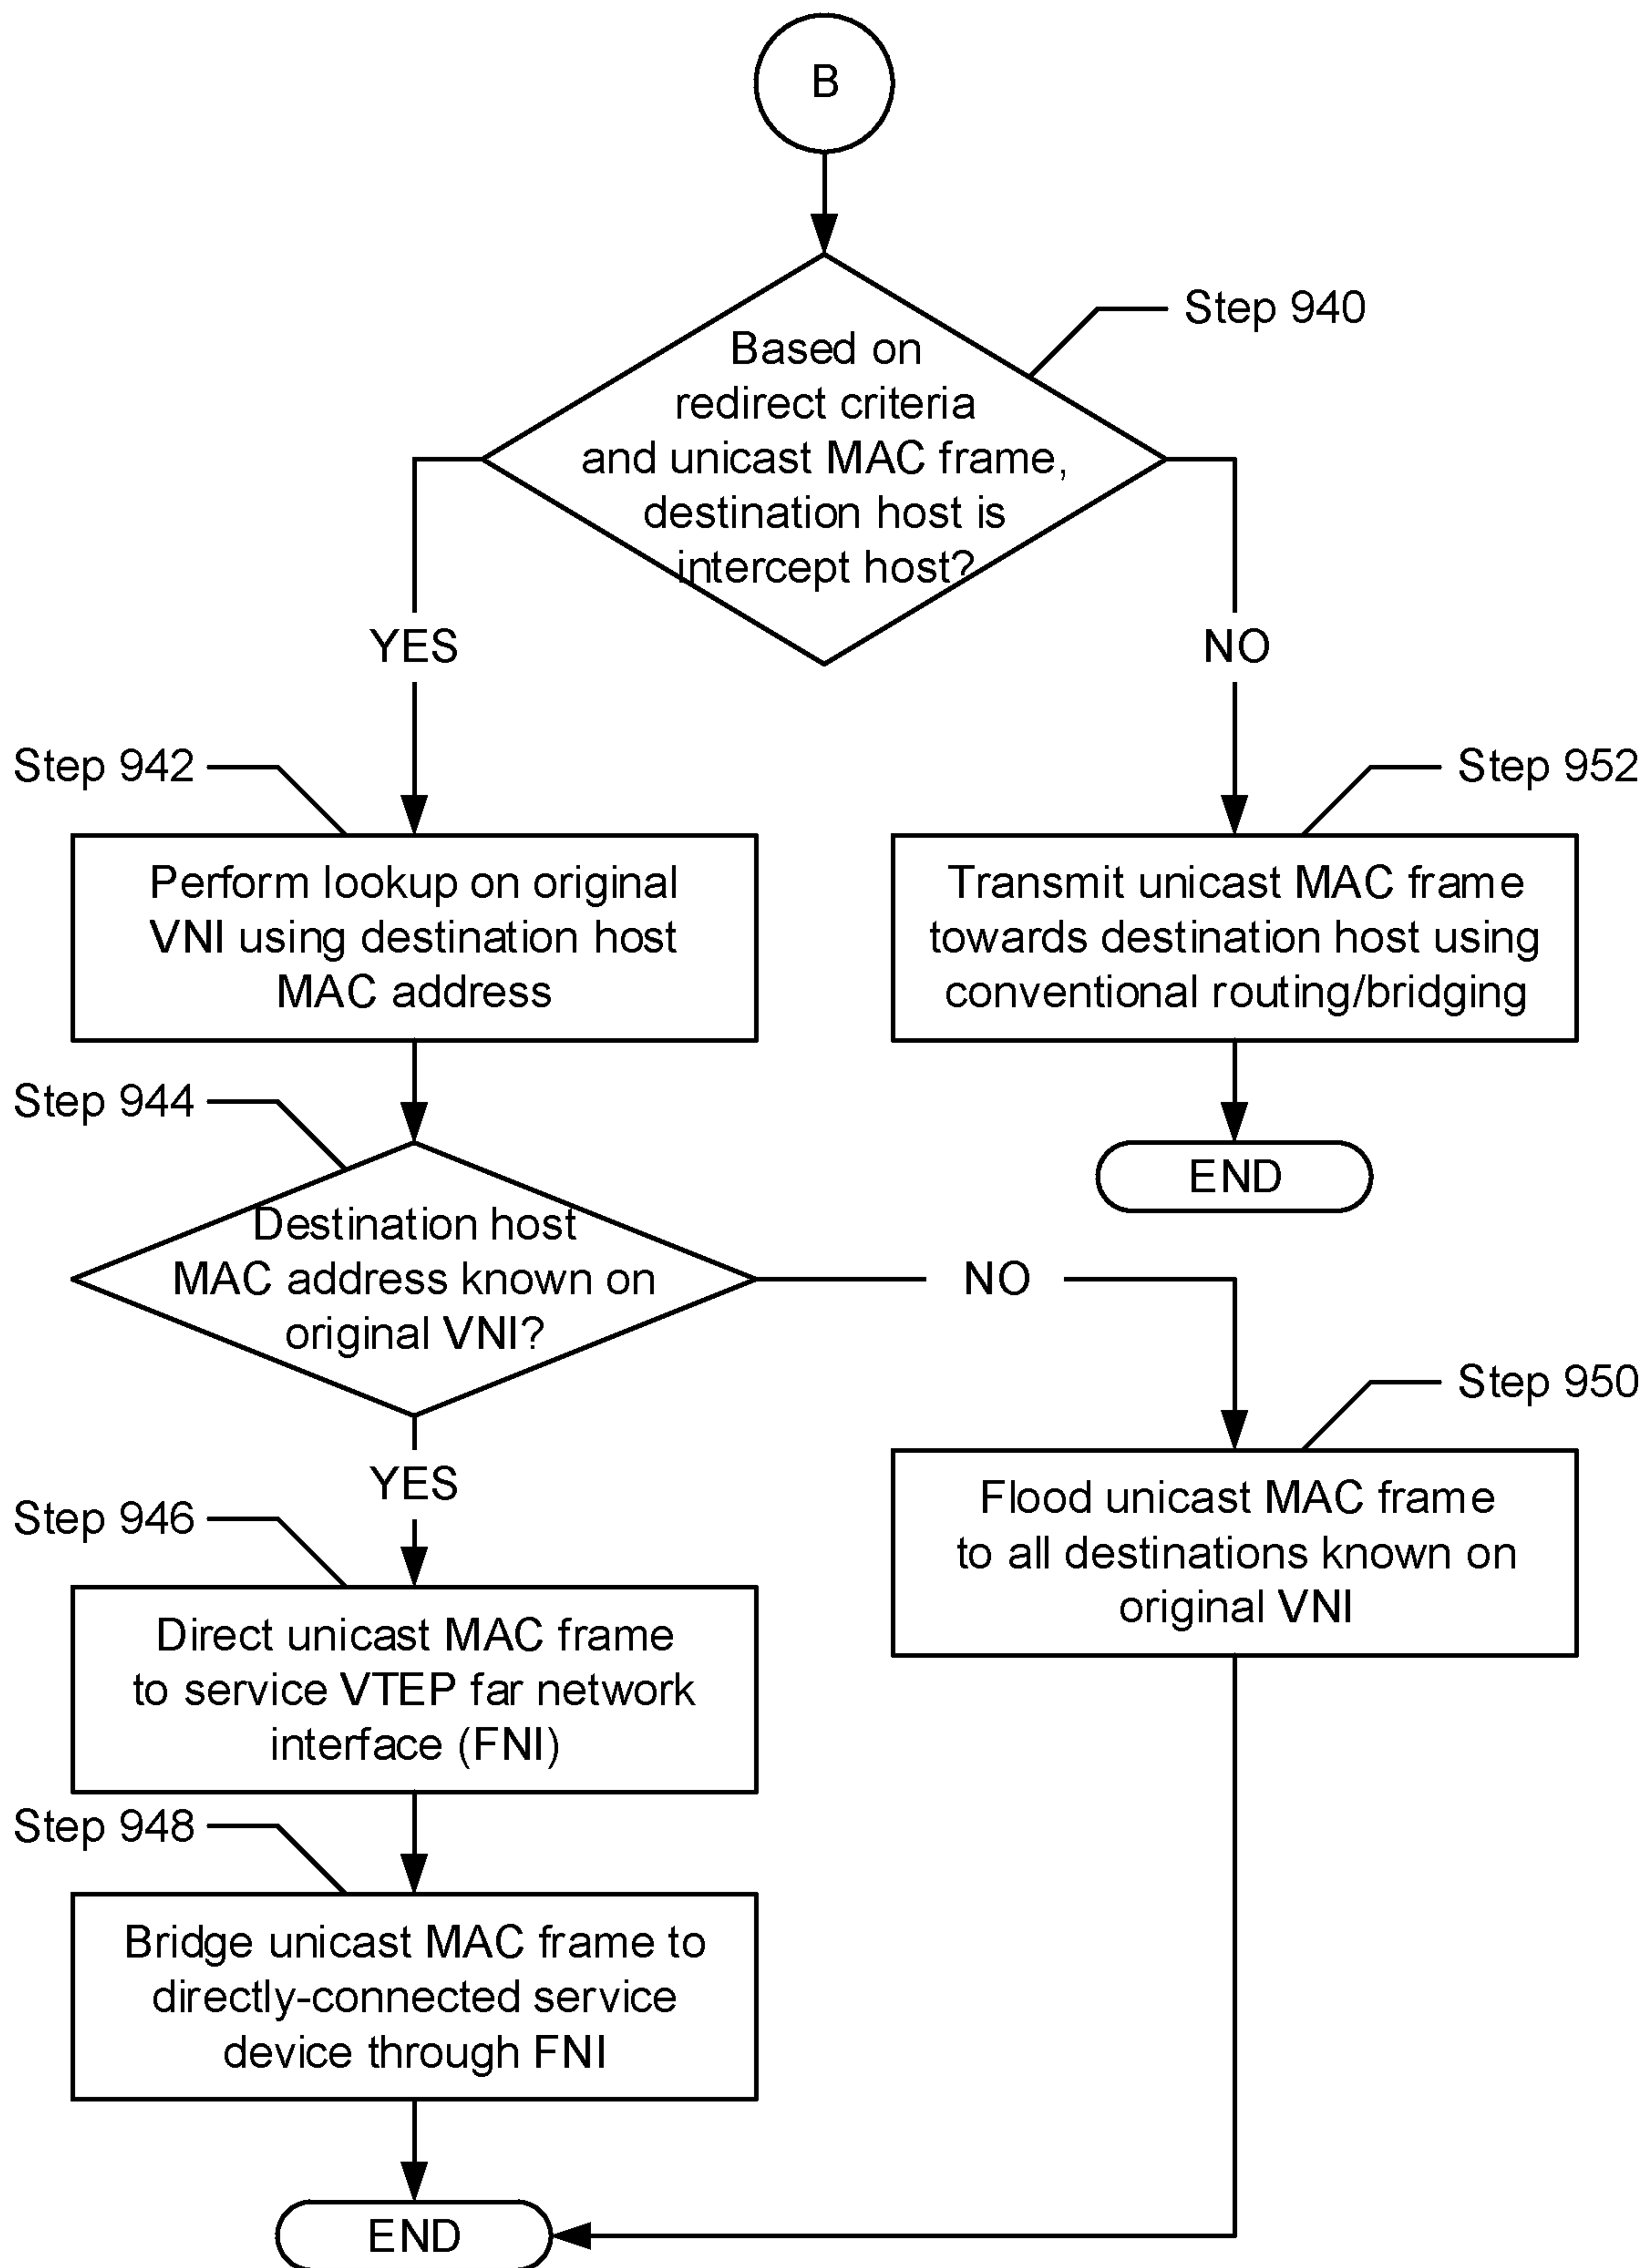 B
Step 940
Based on
redirect criteria
and unicast MAC frame,
destination host is
intercept host?
YES
NO
Step 942
Step 952
Perform lookup on original
VNI using destination host
MAC address
Transmit unicast MAC frame
towards destination host using
conventional routing/bridging
Step 944
END
Destination host
MAC address known on
original VNI?
NO
YES
Step 950
Flood unicast MAC frame
to all destinations known on
original VNI
Step 946
Direct unicast MAC frame
to service VTEP far network
interface (FNI)
Step 948
Bridge unicast MAC frame to
directly-connected service
device through FNI
END